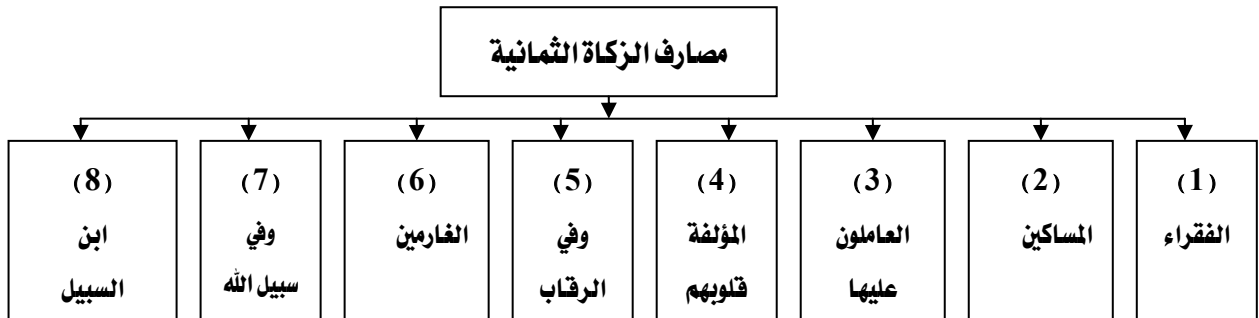 مصارف الزكاة الثمانية
(1)
الفقراء
(2)
المساكين
(3)
العاملون
عليها
(4)
المؤلفة
قلوبهم
(5)
وفي
الرقاب
(6)
الغارمين
(7)
وفي
سبيل الله
(8)
ابن
السبيل